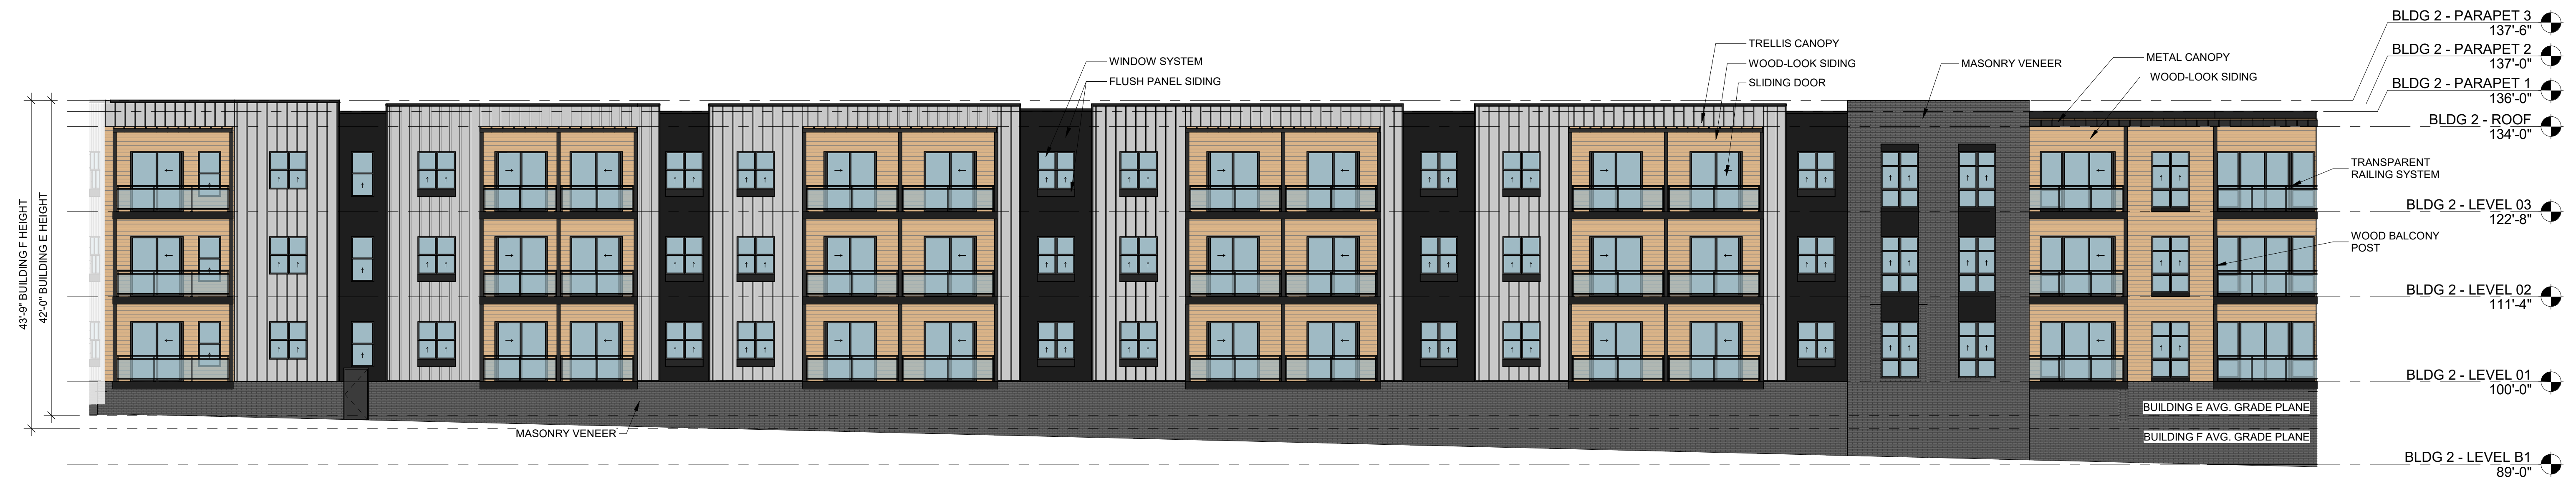 BLDG 2 - PARAPET 3
137'-6"
BLDG 2 - PARAPET 2
137'-0"
BLDG 2 - PARAPET 1
136'-0"
BLDG 2 - ROOF
134'-0"
TRELLIS CANOPY
WOOD-LOOK SIDING
SLIDING DOOR
WINDOW SYSTEM
FLUSH PANEL SIDING
MASONRY VENEER
METAL CANOPY
WOOD-LOOK SIDING
TRANSPARENT
RAILING SYSTEM
BLDG 2 - LEVEL 03
122'-8"
WOOD BALCONY
POST
BLDG 2 - LEVEL 02
111'-4"
BLDG 2 - LEVEL 01
100'-0"
43'-9" BUILDING F HEIGHT
42'-0" BUILDING E HEIGHT
BUILDING E AVG. GRADE PLANE
MASONRY VENEER
BUILDING F AVG. GRADE PLANE
BLDG 2 - LEVEL B1
89'-0"